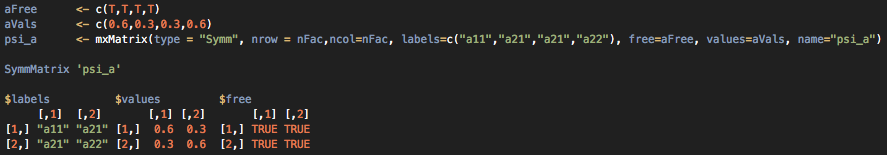 aFree <- c(T,T,T,T)
aVals <- c(0.6,0.3,0.3,0.6)
psi_a <- mxMatrix(type = "Symm", nrow = nFac,ncol=nFac, labels=c("a11","a21","a21","a22"), free=aFree, values=aVals, name="psi_a")
SymmMatrix 'psi_a'
$labels $values $free
[,1] [,2] [,1] [,2] [,1] [,2]
[1,] "a11" "a21" [1,] 0.6 0.3 [1,] TRUE TRUE
[2,] "a21" "a22" [2,] 0.3 0.6 [2,] TRUE TRUE